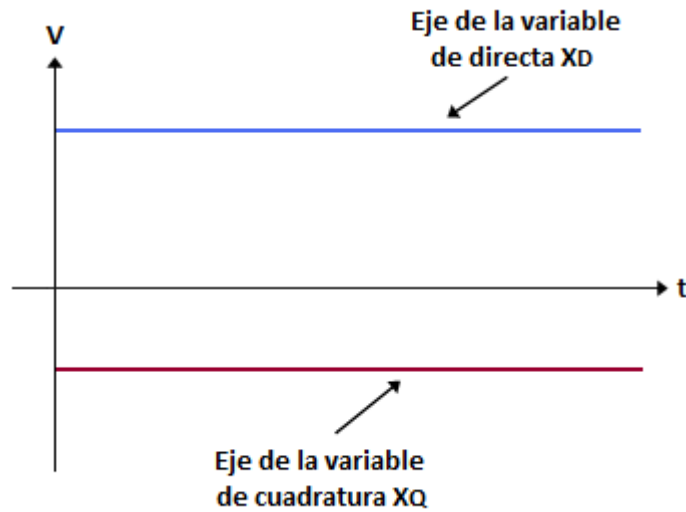 Eje de la variable
de directa XD
V
t
Eje de la variable
de cuadratura XQ